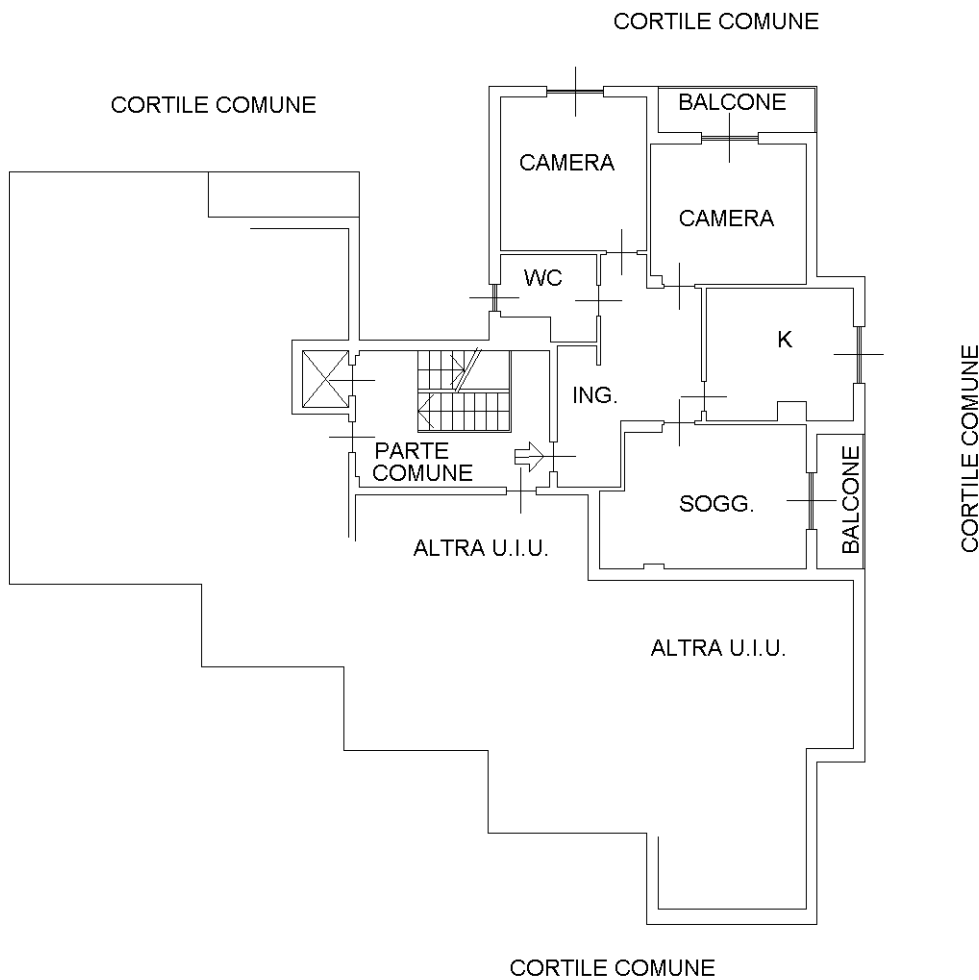 CORTILE COMUNE
CORTILE COMUNE
BALCONE
CAMERA
CAMERA
WC
K
ING.
PARTE
COMUNE
SOGG.
BALCONE
CORTILE COMUNE
ALTRA U.I.U.
ALTRA U.I.U.
CORTILE COMUNE